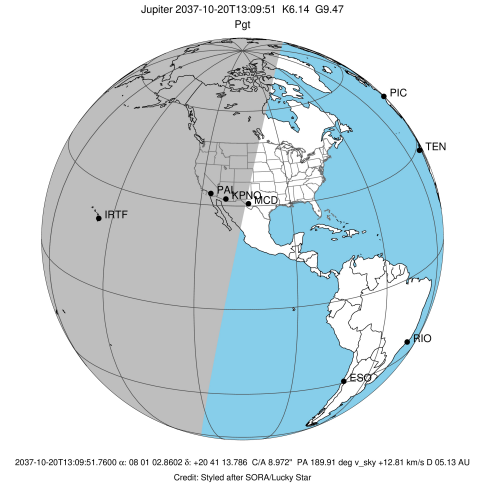 Jupiter 2037-10-20T13:09:51 K6.14 G9.47
Pgt
PIC
TEN
PAL
KPNO
MCD
IRTF
RIO
ESO
2037-10-20T13:09:51.7600 α: 08 01 02.8602 δ: +20 41 13.786 C/A 8.972" PA 189.91 deg v_sky +12.81 km/s D 05.13 AU
Credit: Styled after SORA/Lucky Star